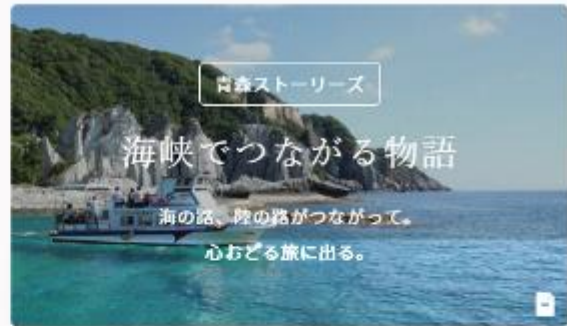 青森ストーリーズ
海峡でつながる物語
海の路、陸の路がつながって。
心おどる旅に出る。